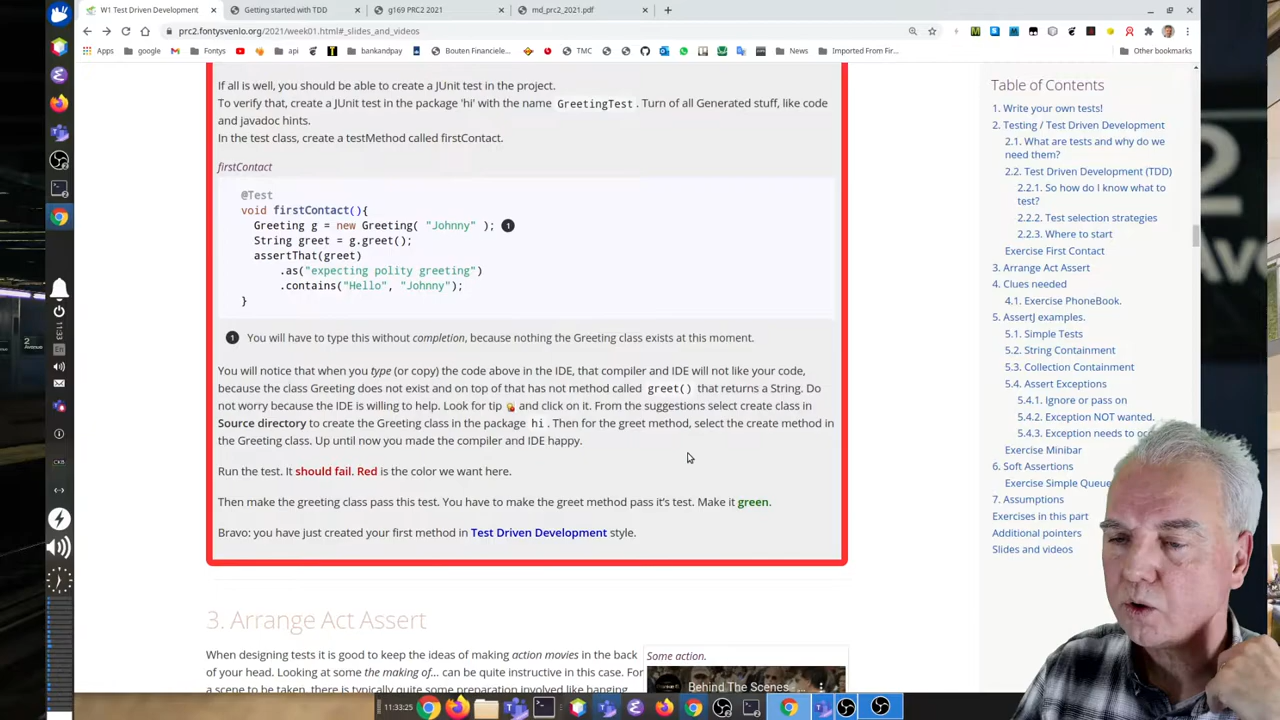 W1 Test Driven Development
Getting started with TDD
g169 PRC2 2021
md_prc2_2021.pdf
prc2.fontysvenlo.org/2021/week01.html#_slides_and_videos
Apps
google
Fontys
bankandpay
Bouten Financiele...
TMC
News
Imported From Fir...
Other bookmarks
If all is well, you should be able to create a JUnit test in the project.
To verify that, create a JUnit test in the package 'hi' with the name GreetingTest. Turn of all Generated stuff, like code
and javadoc hints.
In the test class, create a tstMethod called firstContact.
firstContact
@Test
void firstContact(){
Greeting g = new Greeting( "Johnny" ); 1
String greet = g.greet();
assertThat(greet)
.as("expecting polity greeting")
.contains("Hello", "Johnny");
}
1 You will have to type this without completion, because nothing the Greeting class exists at this moment.
You will notice then when you type (or copy) the code above in the IDE, that compiler and IDE will not like your code,
because the class Greeting does not exist and on top of that has not method called greet() that returns a String. Do
not worry because the IDE is willing to help. Look for tip and click on it. From the suggestions select create class in
Source directory to create the Greeting class in the package hi. Then for the greet method, select the create method in
the Greeting class. Up until now you made the compiler and IDE happy.
Run the test. It should fail. Red is the color we want here.
Then make the greeting class pass this test. You have to make the greet method pass it's test. Make it green.
Bravo: you have just created your first method in Test Driven Development style.
3. Arrange Act Assert
When designing tests it is good to keep the ideas of making action movies in the back
of your head. Looking at some the making of... can be quite instructive in this case. For
a scene to be taken, there is typically some positioning involved and bringing
Some action.
Behind The Scenes - ...
Table of Contents
1. Write your own tests!
2. Testing / Test Driven Development
2.1. What are tests and why do we
need them?
2.2. Test Driven Development (TDD)
2.2.1. So how do I know what to
test?
2.2.2. Test selection strategies
2.2.3. Where to start
Exercise First Contact
3. Arrange Act Assert
4. Clues needed
4.1. Exercise PhoneBook.
5. AssertJ examples.
5.1. Simple Tests
5.2. String Containment
5.3. Collection Containment
5.4. Assert Exceptions
5.4.1. Ignore or pass on
5.4.2. Exception NOT wanted.
5.4.3. Exception needs to oc
Exercise Minibar
6. Soft Assertions
Exercise Simple Queue
7. Assumptions
Exercises in this part
Additional pointers
Slides and videos
11:33
En
11:33:25